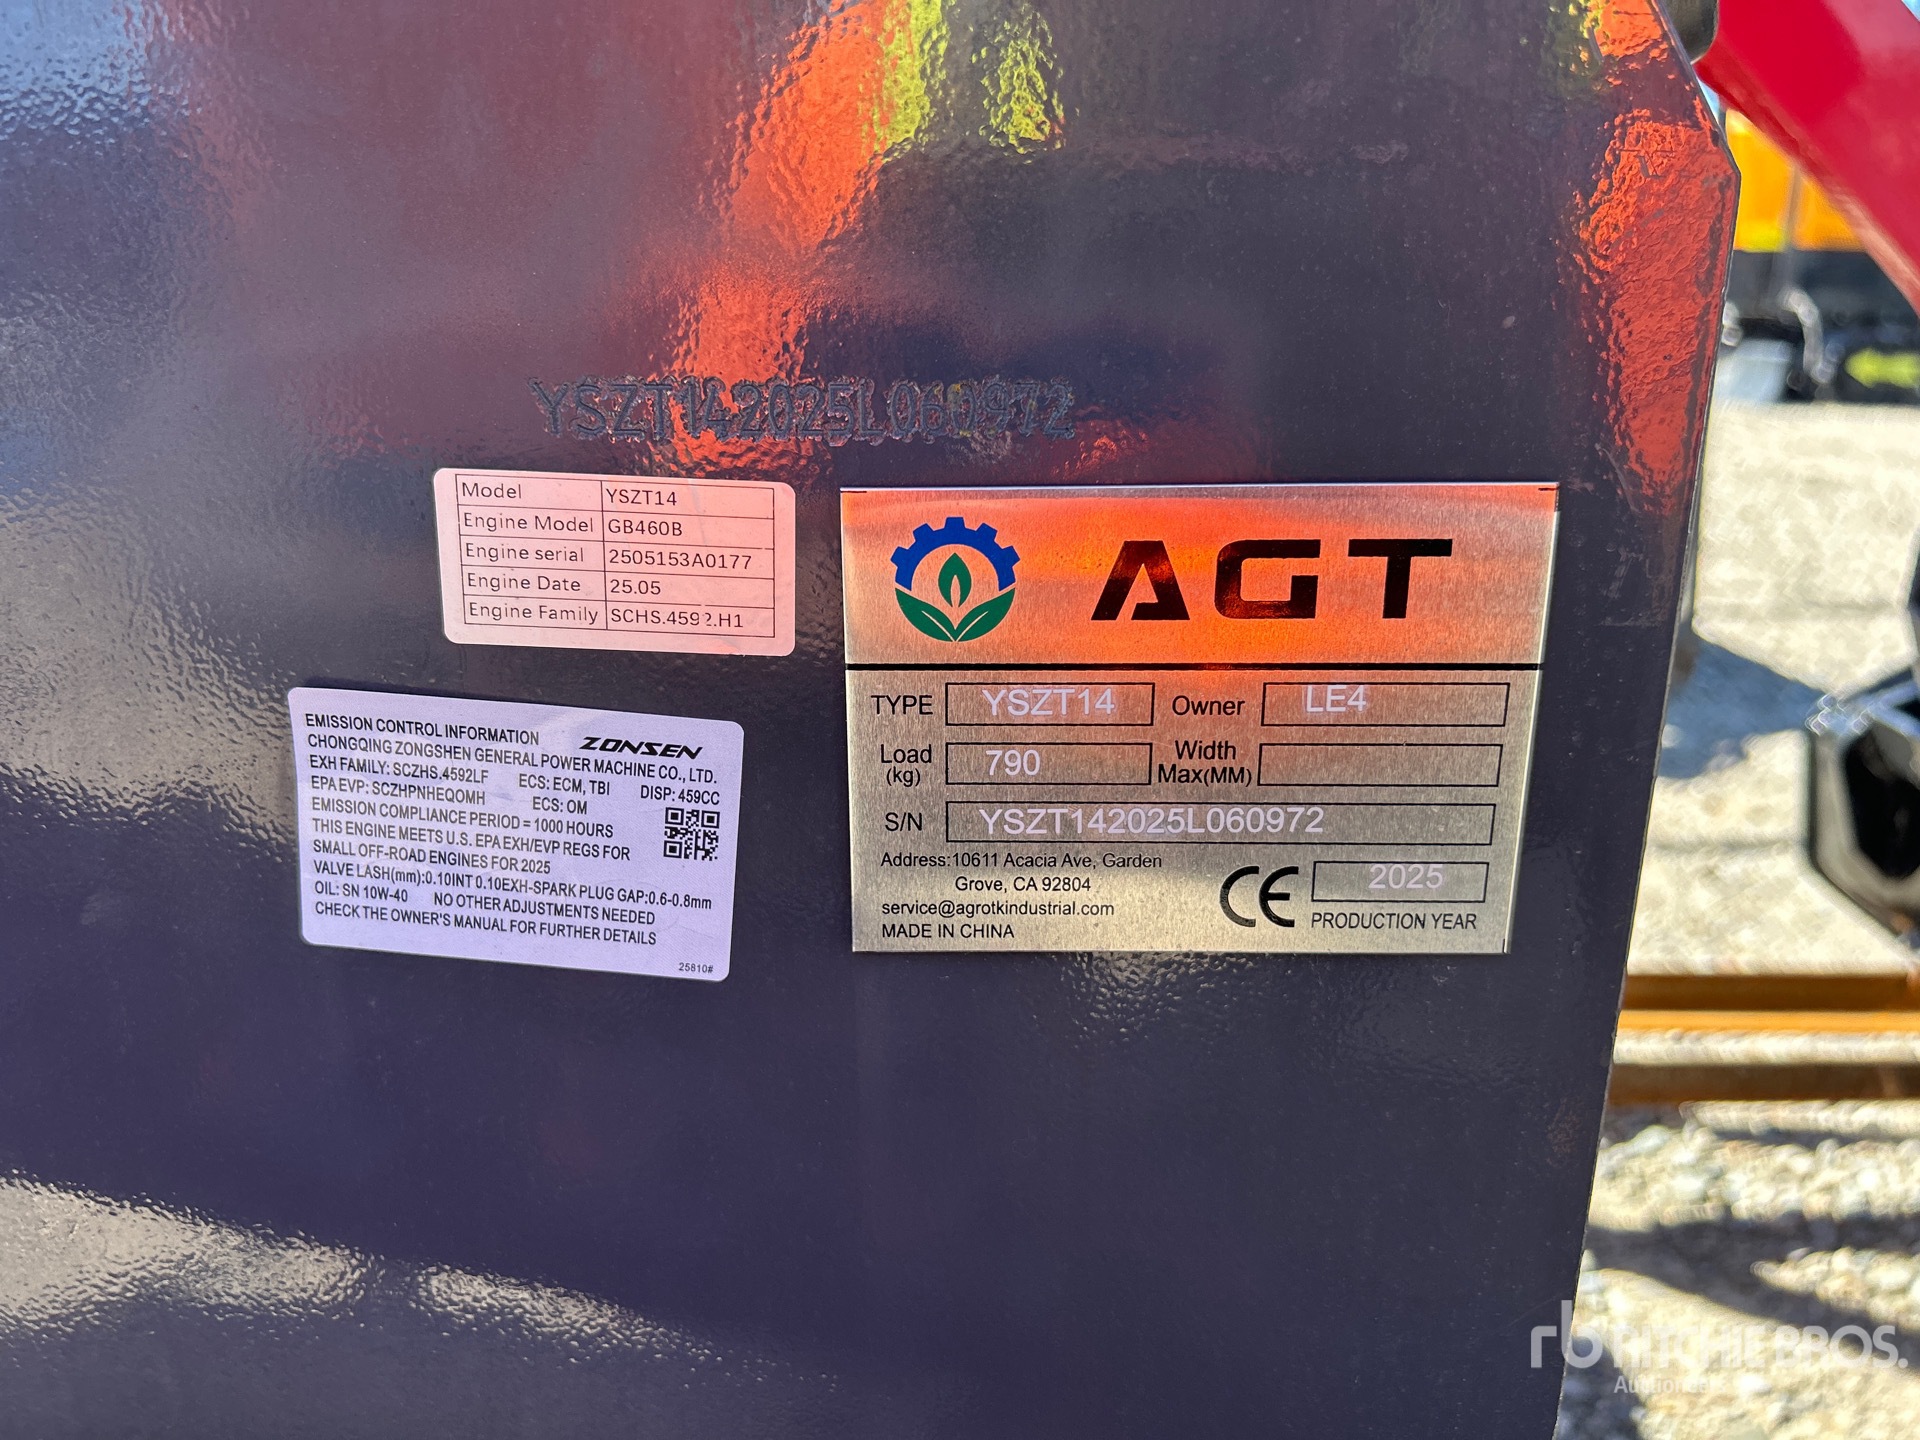 YSZT142025L060972
Model YSZT14
Engine Model GB460B
Engine serial 2505153A0177
Engine Date 25.05
Engine Family SCHS.4592.H1
EMISSION CONTROL INFORMATION ZONSEN
CHONGQING ZONGSHEN GENERAL POWER MACHINE CO., LTD.
EXH FAMILY: SCZHS.4592LF ECS: ECM, TBI DISP: 459CC
EPA EVP: SCZHPNHEQOMH ECS: OM
EMISSION COMPLIANCE PERIOD = 1000 HOURS
THIS ENGINE MEETS U.S. EPA EXH/EVP REGS FOR
SMALL OFF-ROAD ENGINES FOR 2025
VALVE LASH(mm):0.10INT 0.10EXH-SPARK PLUG GAP:0.6-0.8mm
OIL: SN 10W-40 NO OTHER ADJUSTMENTS NEEDED
CHECK THE OWNER'S MANUAL FOR FURTHER DETAILS
25810#
AGT
TYPE YSZT14 Owner LE4
Load (kg) 790 Width Max(MM)
S/N YSZT142025L060972
Address:10611 Acacia Ave, Garden
Grove, CA 92804
service@agrotkindustrial.com
MADE IN CHINA
CE 2025
PRODUCTION YEAR
rb RITCHIE BROS.